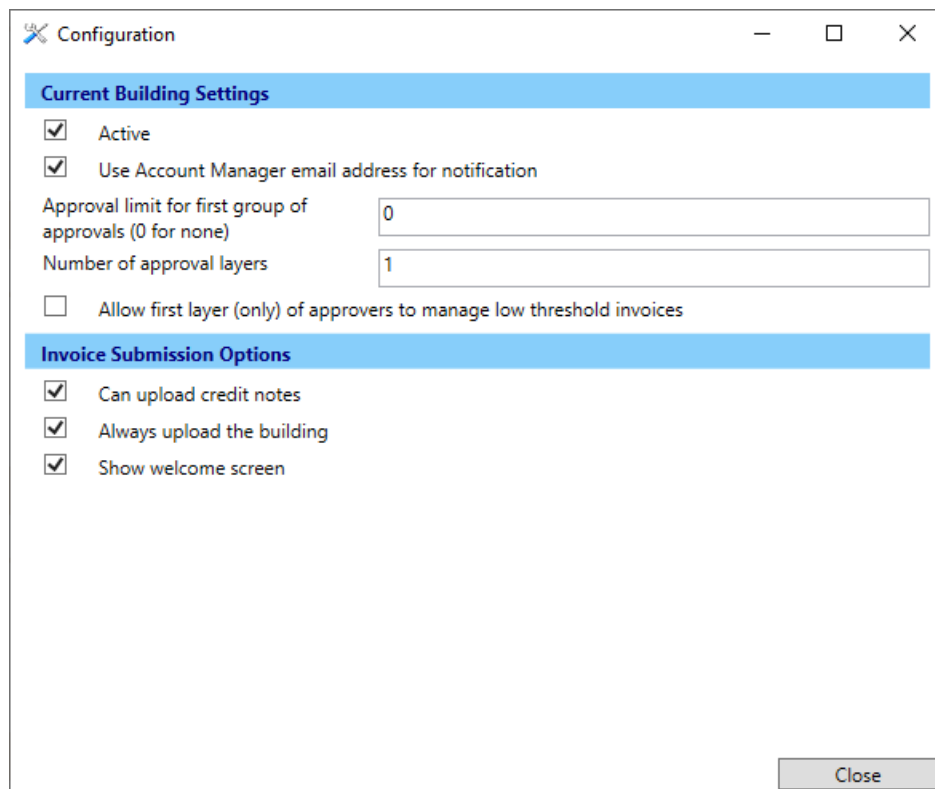 Configuration
Current Building Settings
Active
Use Account Manager email address for notification
Approval limit for first group of
approvals (0 for none)
0
Number of approval layers
1
Allow first layer (only) of approvers to manage low threshold invoices
Invoice Submission Options
Can upload credit notes
Always upload the building
Show welcome screen
Close